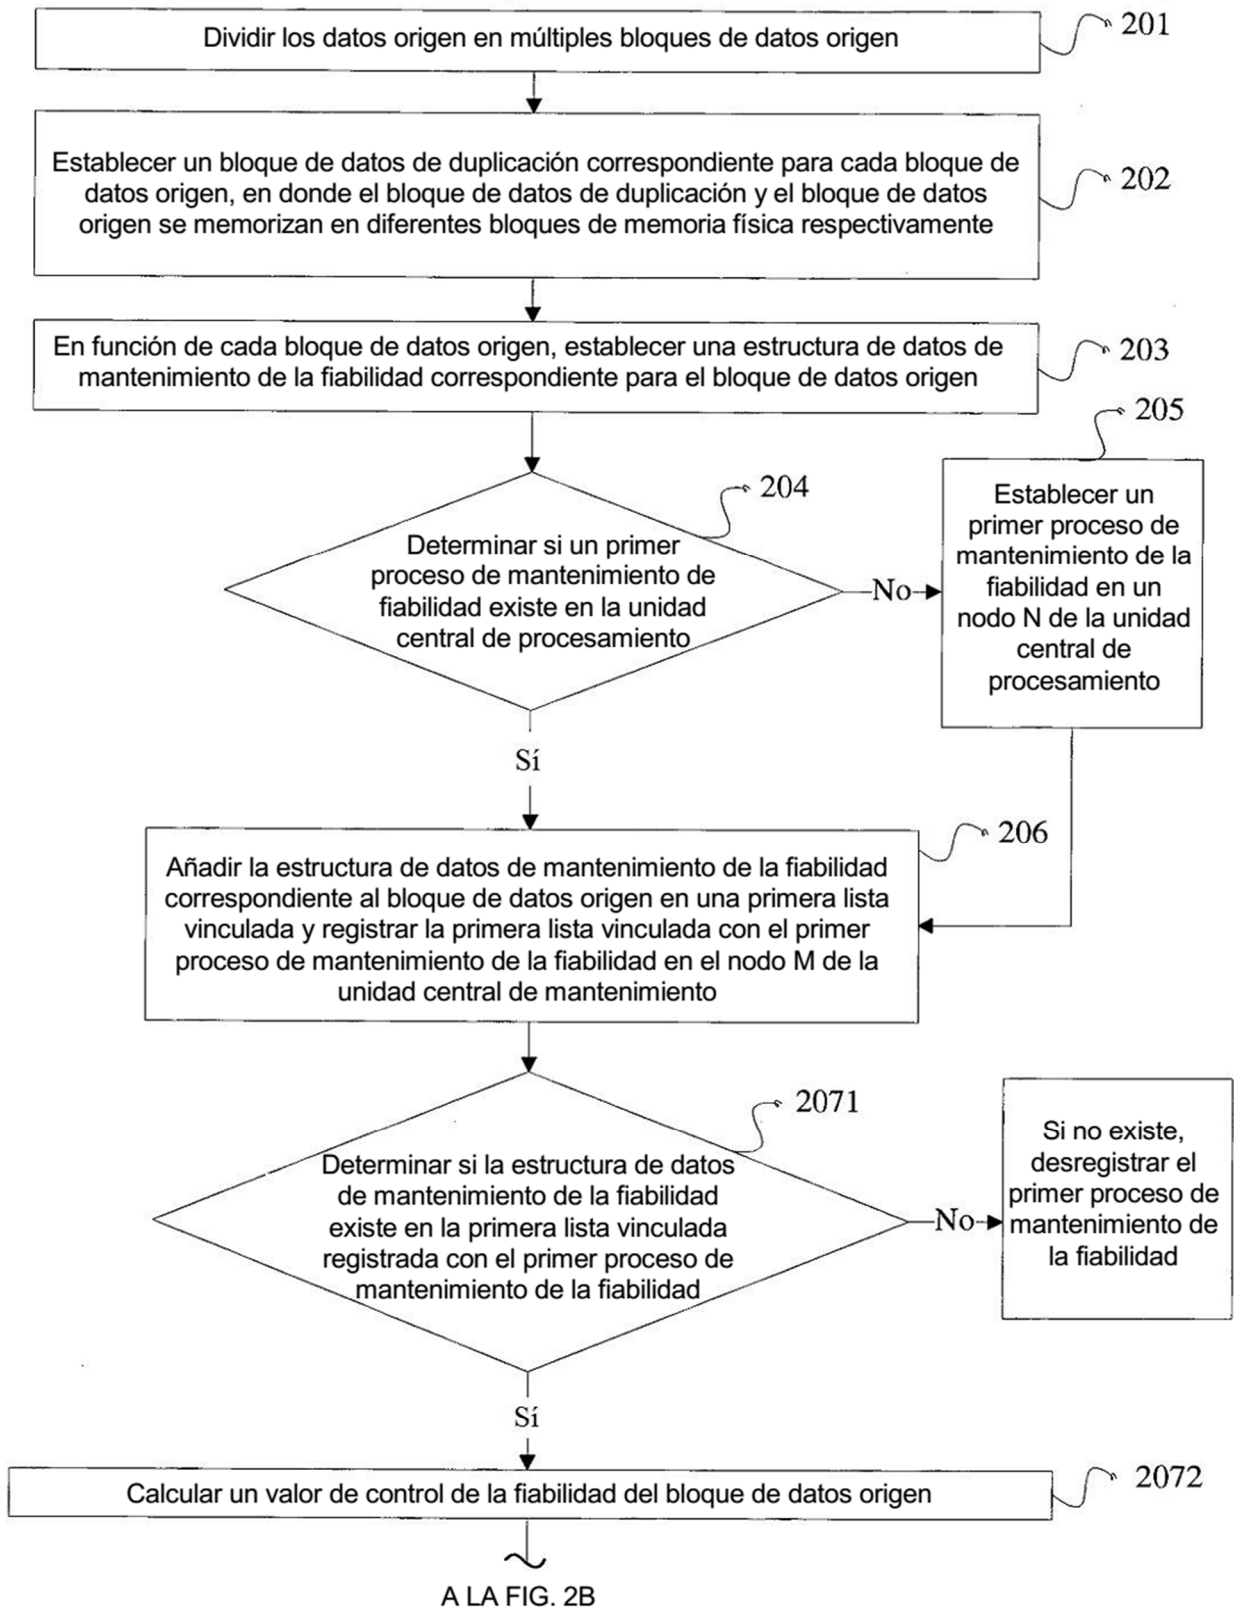 Dividir los datos origen en múltiples bloques de datos origen
201
Establecer un bloque de datos de duplicación correspondiente para cada bloque de
datos origen, en donde el bloque de datos de duplicación y el bloque de datos
origen se memorizan en diferentes bloques de memoria física respectivamente
202
En función de cada bloque de datos origen, establecer una estructura de datos de
mantenimiento de la fiabilidad correspondiente para el bloque de datos origen
203
204
Determinar si un primer
proceso de mantenimiento de
fiabilidad existe en la unidad
central de procesamiento
No
205
Establecer un
primer proceso de
mantenimiento de la
fiabilidad en un
nodo N de la unidad
central de
procesamiento
Sí
206
Añadir la estructura de datos de mantenimiento de la fiabilidad
correspondiente al bloque de datos origen en una primera lista
vinculada y registrar la primera lista vinculada con el primer
proceso de mantenimiento de la fiabilidad en el nodo M de la
unidad central de mantenimiento
2071
Determinar si la estructura de datos
de mantenimiento de la fiabilidad
existe en la primera lista vinculada
registrada con el primer proceso de
mantenimiento de la fiabilidad
No
Si no existe,
desregistrar el
primer proceso de
mantenimiento de
la fiabilidad
Sí
Calcular un valor de control de la fiabilidad del bloque de datos origen
2072
A LA FIG. 2B